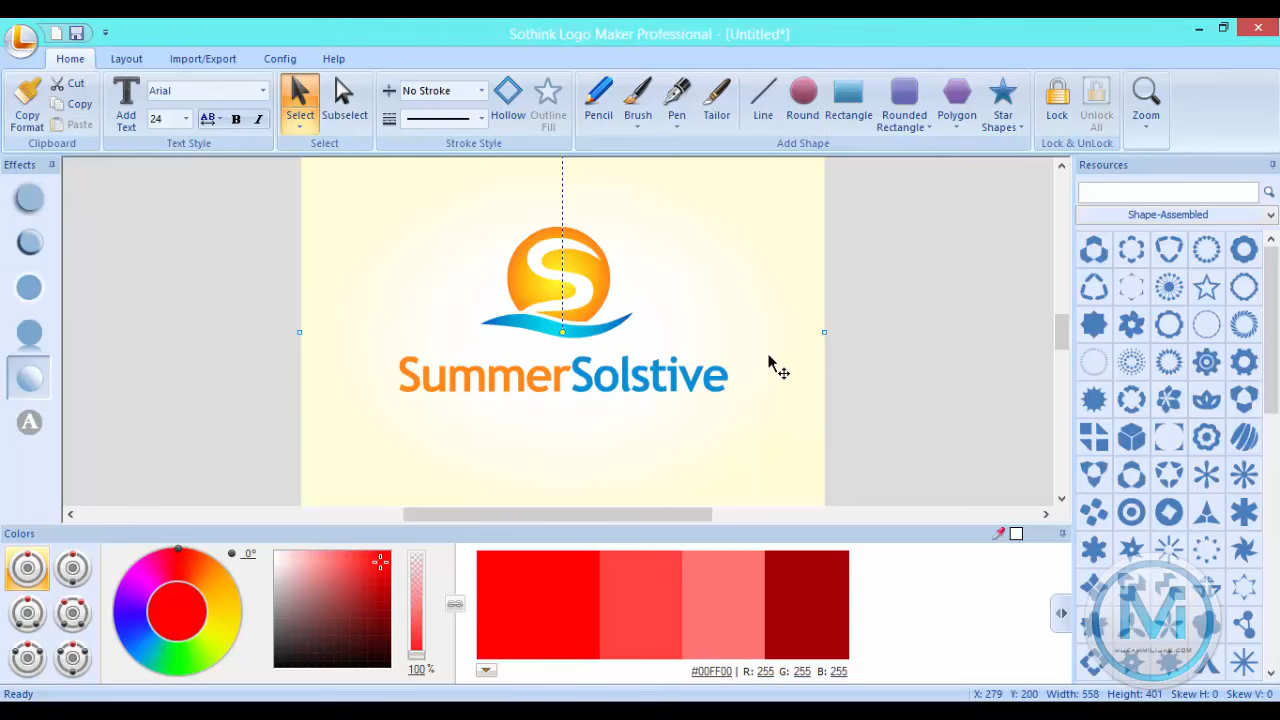 Sothink Logo Maker Professional - [Untitled*]
Home Layout Import/Export Config Help
Copy Format
Cut
Copy
Paste
Clipboard
Add Text
Arial
24
B I
Text Style
Select
Subselect
Select
No Stroke
Hollow
Outline Fill
Stroke Style
Pencil Brush Pen Tailor Line Round Rectangle Rounded Rectangle Polygon Star Shapes
Add Shape
Lock
Unlock All
Lock & UnLock
Zoom
Effects
A
Resources
Shape-Assembled
S
SummerSolstive
Colors
0°
100 %
#00FF00 | R: 255 G: 255 B: 255
M
Ready
X: 279 Y: 200 Width: 558 Height: 401 Skew H: 0 Skew V: 0